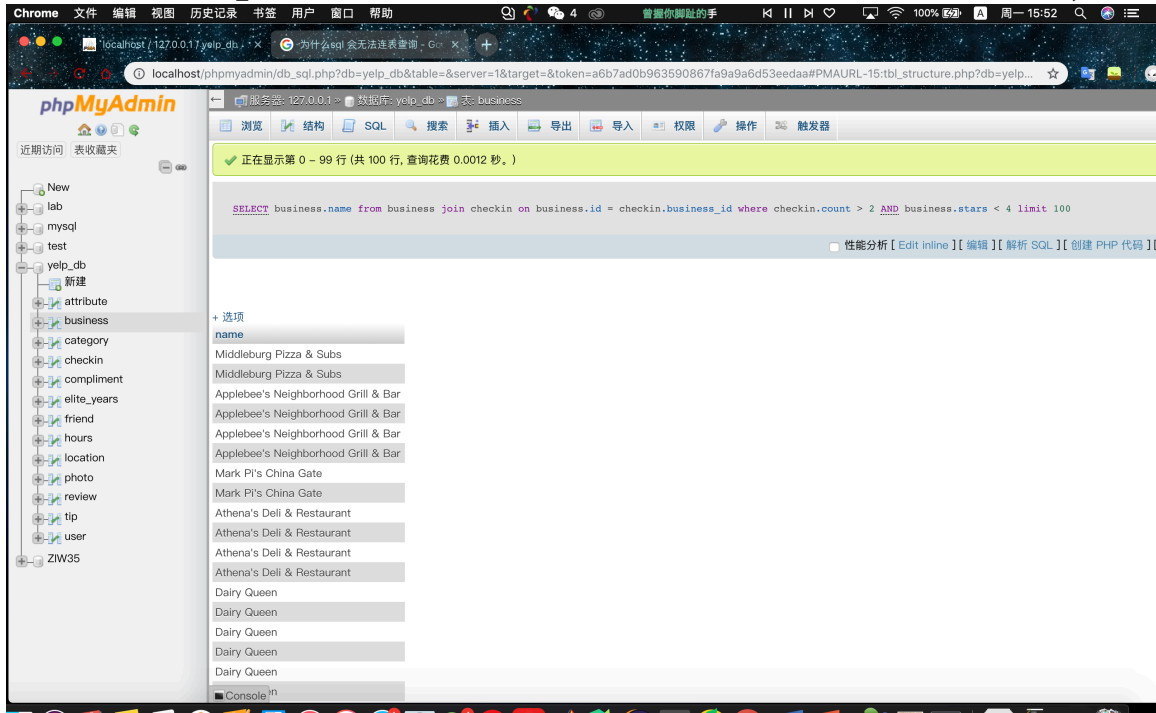 Chrome 文件 编辑 视图 历史记录 书签 用户 窗口 帮助 4 曾握你脚趾的手 100% A 周一15:52
localhost / 127.0.0.1 / yelp_db
为什么sql 会无法连表查询 - Go
localhost/phpmyadmin/db_sql.php?db=yelp_db&table=&server=1&target=&token=a6b7ad0b963590867fa9a9a6d53eedaa#PMAURL-15:tbl_structure.php?db=yelp...
phpMyAdmin
近期访问 表收藏夹
New
lab
mysql
test
yelp_db
新建
attribute
business
category
checkin
compliment
elite_years
friend
hours
location
photo
review
tip
user
ZIW35
服务器: 127.0.0.1 » 数据库: yelp_db » 表: business
浏览 结构 SQL 搜索 插入 导出 导入 权限 操作 触发器
正在显示第 0 – 99 行 (共 100 行, 查询花费 0.0012 秒。)
SELECT business.name from business join checkin on business.id = checkin.business_id where checkin.count > 2 AND business.stars < 4 limit 100
性能分析 [ Edit inline ] [ 编辑 ] [ 解析 SQL ] [ 创建 PHP 代码 ] [
+ 选项
name
Middleburg Pizza & Subs
Middleburg Pizza & Subs
Applebee's Neighborhood Grill & Bar
Applebee's Neighborhood Grill & Bar
Applebee's Neighborhood Grill & Bar
Applebee's Neighborhood Grill & Bar
Mark Pi's China Gate
Mark Pi's China Gate
Athena's Deli & Restaurant
Athena's Deli & Restaurant
Athena's Deli & Restaurant
Athena's Deli & Restaurant
Dairy Queen
Dairy Queen
Dairy Queen
Dairy Queen
Dairy Queen
Console